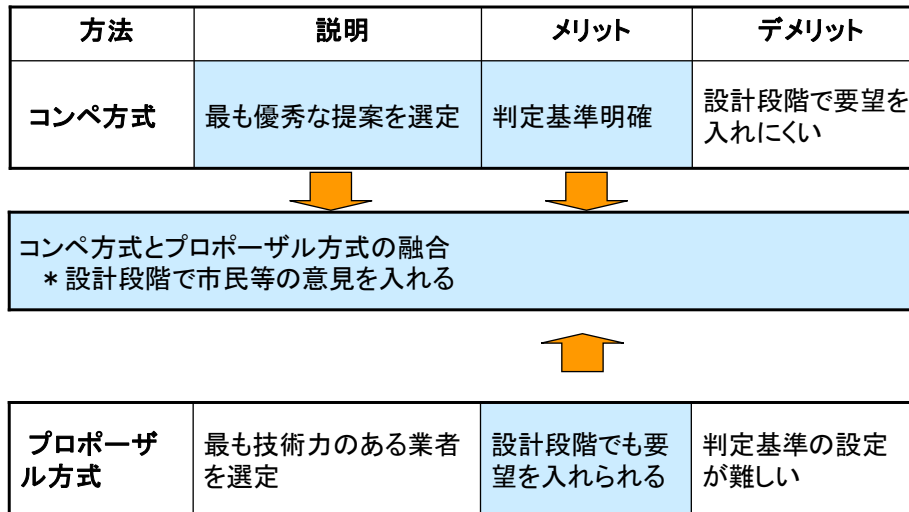 方法 説明 メリット デメリット
コンペ方式 最も優秀な提案を選定 判定基準明確 設計段階で要望を
入れにくい
コンペ方式とプロポーザル方式の融合
＊設計段階で市民等の意見を入れる
プロポーザ 最も技術力のある業者 設計段階でも要 判定基準の設定
ル方式 を選定 望を入れられる が難しい